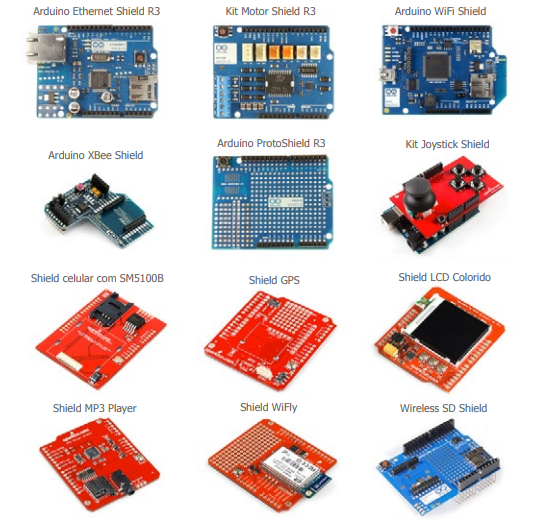 Arduino Ethernet Shield R3
Kit Motor Shield R3
Arduino WiFi Shield
Arduino XBee Shield
Arduino ProtoShield R3
Kit Joystick Shield
Shield celular com SM5100B
Shield GPS
Shield LCD Colorido
Shield MP3 Player
Shield WiFly
Wireless SD Shield